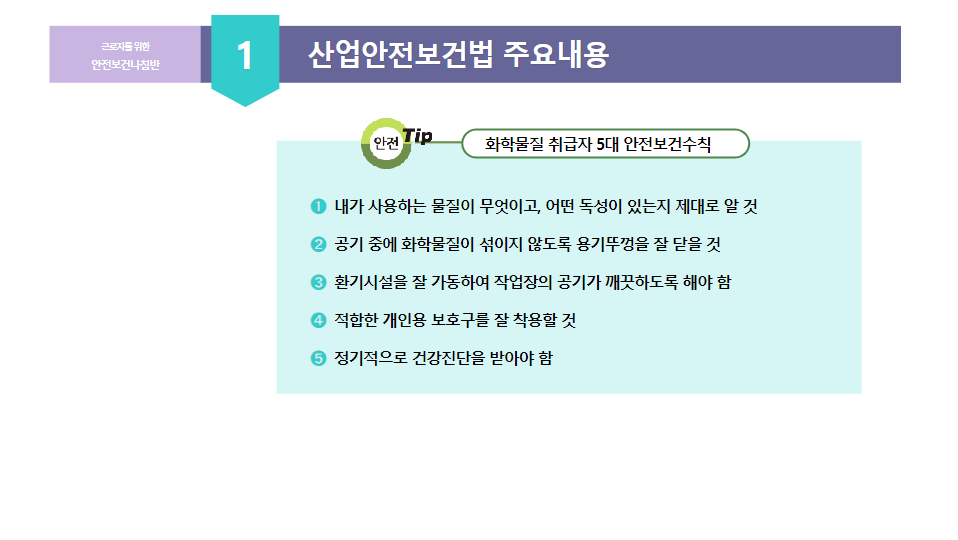 근로자를 위한
안전보건나침반
1
산업안전보건법 주요내용
안전 Tip
화학물질 취급자 5대 안전보건수칙
❶ 내가 사용하는 물질이 무엇이고, 어떤 독성이 있는지 제대로 알 것
❷ 공기 중에 화학물질이 섞이지 않도록 용기뚜껑을 잘 닫을 것
❸ 환기시설을 잘 가동하여 작업장의 공기가 깨끗하도록 해야 함
❹ 적합한 개인용 보호구를 잘 착용할 것
❺ 정기적으로 건강진단을 받아야 함